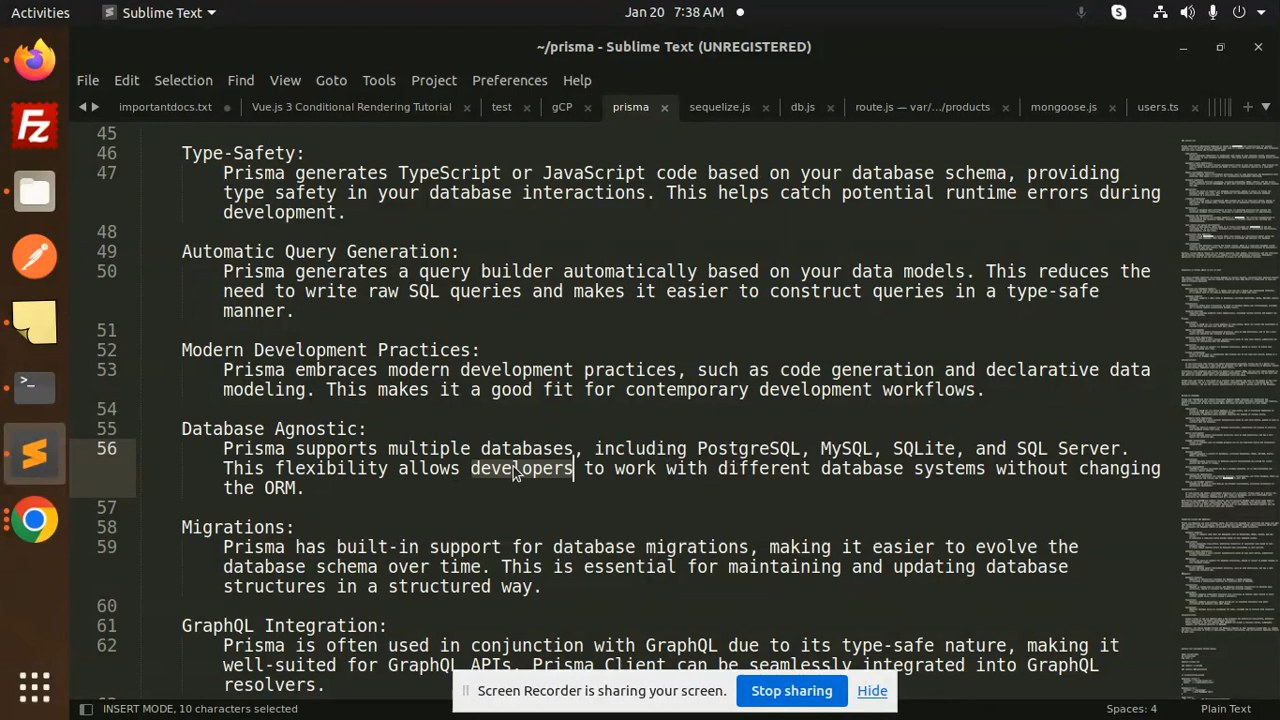 Activities Sublime Text Jan 20 7:38 AM
~/prisma - Sublime Text (UNREGISTERED)
File Edit Selection Find View Goto Tools Project Preferences Help
importantdocs.txt Vue.js 3 Conditional Rendering Tutorial test gCP prisma sequelize.js db.js route.js — var/.../products mongoose.js users.ts
45
46 Type-Safety:
47 Prisma generates TypeScript or JavaScript code based on your database schema, providing
type safety in your database interactions. This helps catch potential runtime errors during
development.
48
49 Automatic Query Generation:
50 Prisma generates a query builder automatically based on your data models. This reduces the
need to write raw SQL queries and makes it easier to construct queries in a type-safe
manner.
51
52 Modern Development Practices:
53 Prisma embraces modern development practices, such as code generation and declarative data
modeling. This makes it a good fit for contemporary development workflows.
54
55 Database Agnostic:
56 Prisma supports multiple databases, including PostgreSQL, MySQL, SQLite, and SQL Server.
This flexibility allows developers to work with different database systems without changing
the ORM.
57
58 Migrations:
59 Prisma has built-in support for database migrations, making it easier to evolve the
database schema over time. This is essential for maintaining and updating database
structures in a structured way.
60
61 GraphQL Integration:
62 Prisma is often used in conjunction with GraphQL due to its type-safe nature, making it
well-suited for GraphQL APIs. Prisma Client can be seamlessly integrated into GraphQL
resolvers.
Screen Recorder is sharing your screen. Stop sharing Hide
INSERT MODE, 10 characters selected Spaces: 4 Plain Text